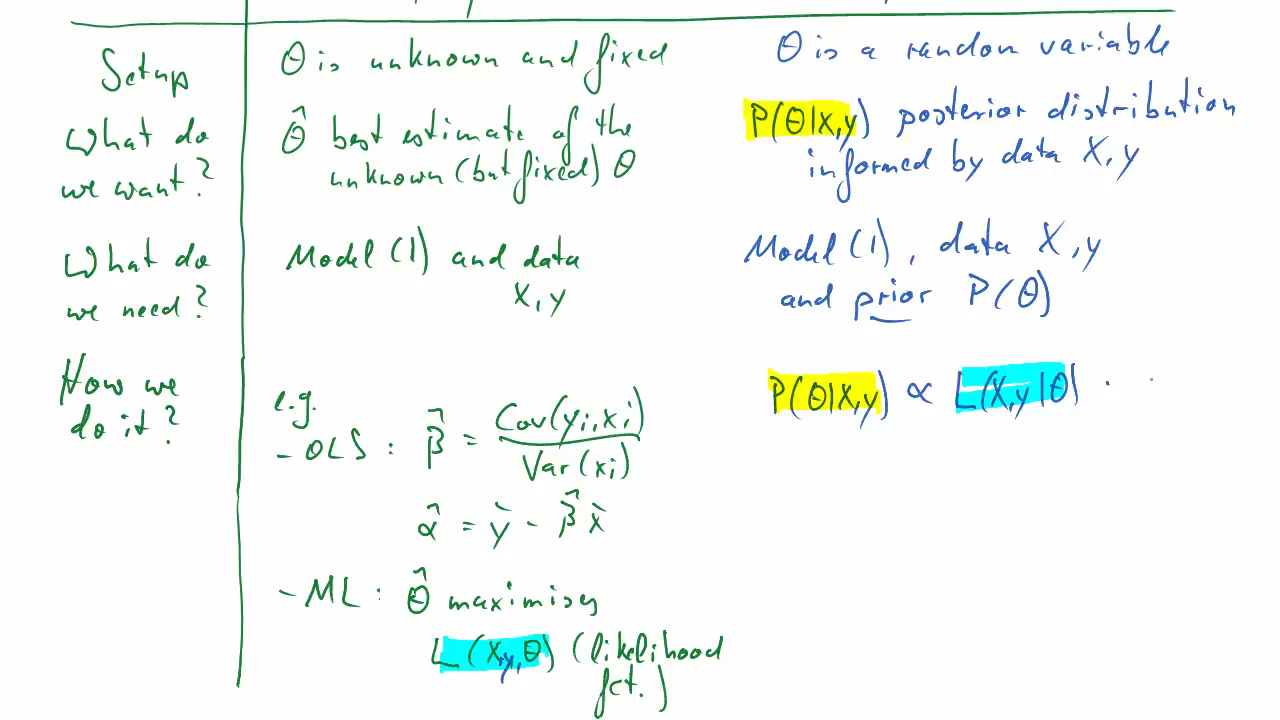 Setup
θ is unknown and fixed
θ is a random variable
What do
we want?
θ̂ best estimate of the
unknown (but fixed) θ
P(θ|X,y) posterior distribution
informed by data X, y
What do
we need?
Model (1) and data
X, y
Model (1), data X, y
and prior P(θ)
How we
do it?
e.g.
- OLS : β̂ = Cov(yi, xi) / Var(xi)
α̂ = ȳ - β̂ x̄
- ML : θ̂ maximises
L(X,y,θ) (likelihood
fct.)
P(θ|X,y) ∝ L(X,y|θ) ·